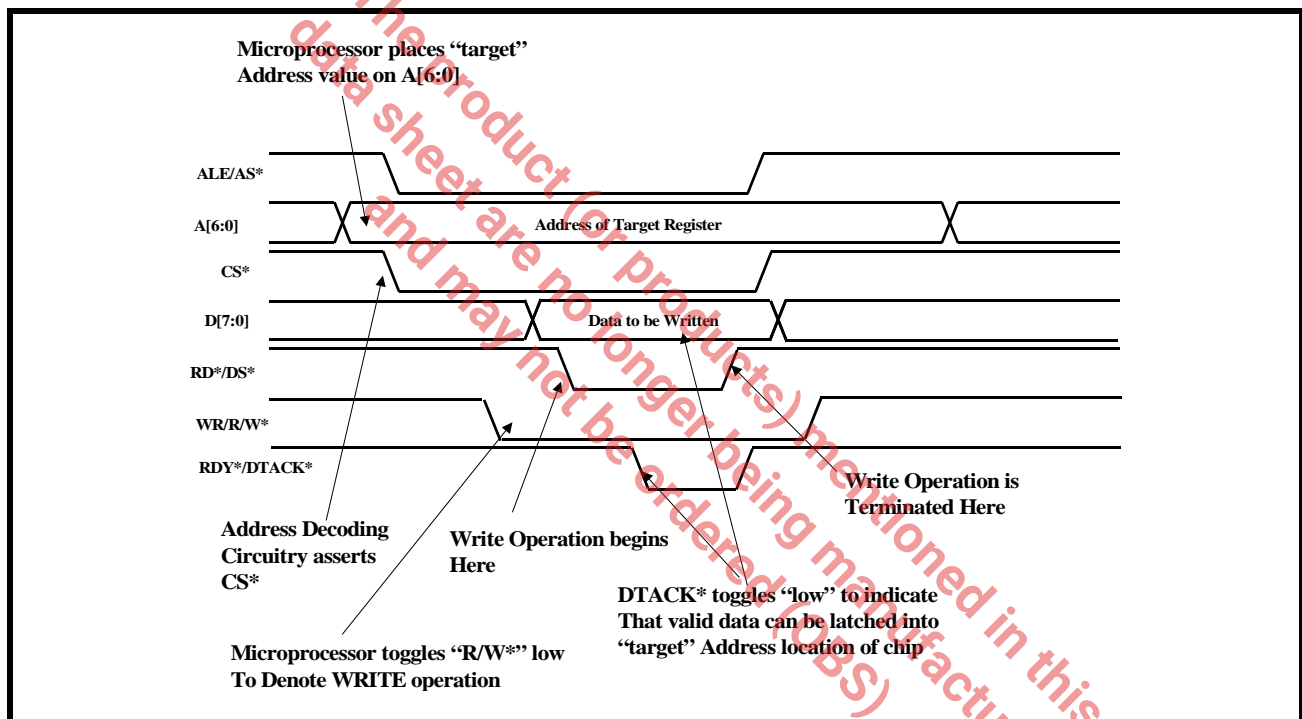 Microprocessor places “target”
Address value on A[6:0]
ALE/AS*
A[6:0]
Address of Target Register
CS*
D[7:0]
Data to be Written
RD*/DS*
WR/R/W*
RDY*/DTACK*
Write Operation is
Terminated Here
Address Decoding
Circuitry asserts
CS*
Write Operation begins
Here
DTACK* toggles “low” to indicate
That valid data can be latched into
“target” Address location of chip
Microprocessor toggles “R/W*” low
To Denote WRITE operation
The product (or products) mentioned in this
data sheet are no longer being
and may not be ordered (OBS)